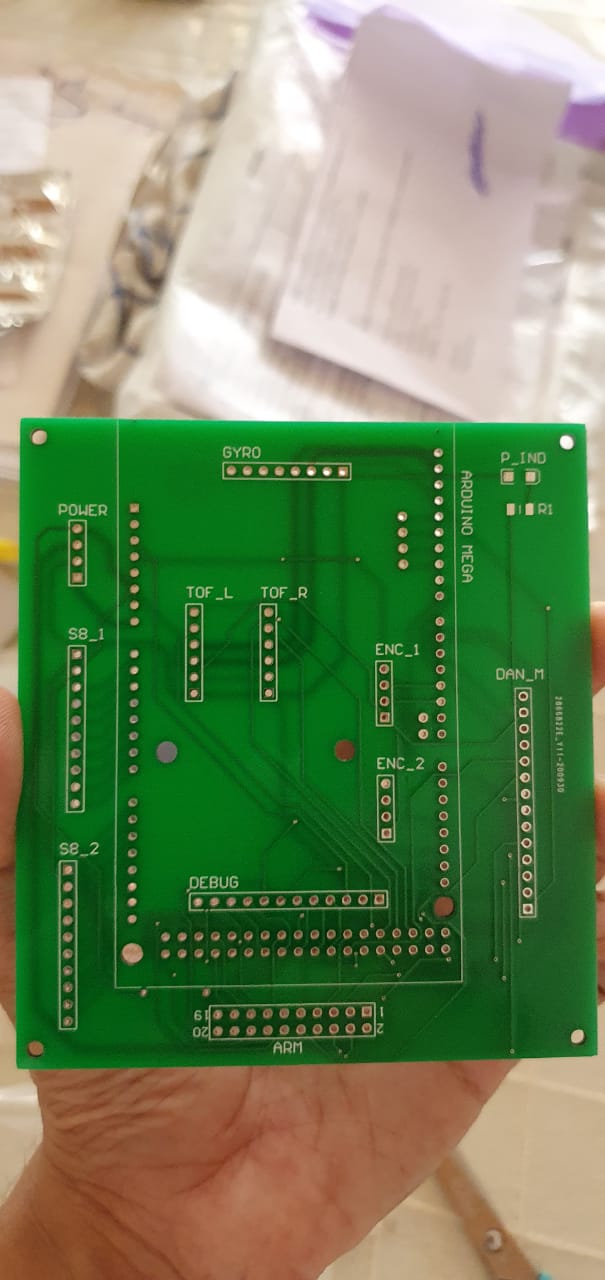 GYRO
P_IND
R1
ARDUINO MEGA
POWER
TOF_L
TOF_R
S8_1
ENC_1
DAN_M
ENC_2
S8_2
DEBUG
19
1
20
2
ARM